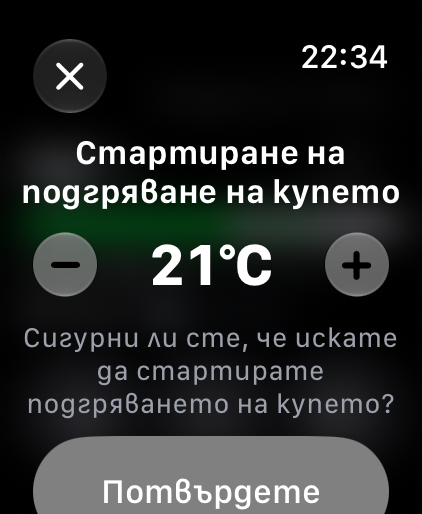 22:34
Стартиране на
подгряване на купето
21°C
Сигурни ли сте, че искате
да стартирате
подгряването на купето?
Потвърдете